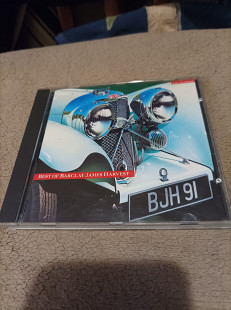 BEST OF BARCLAY JAMES HARVEST
BJH 91